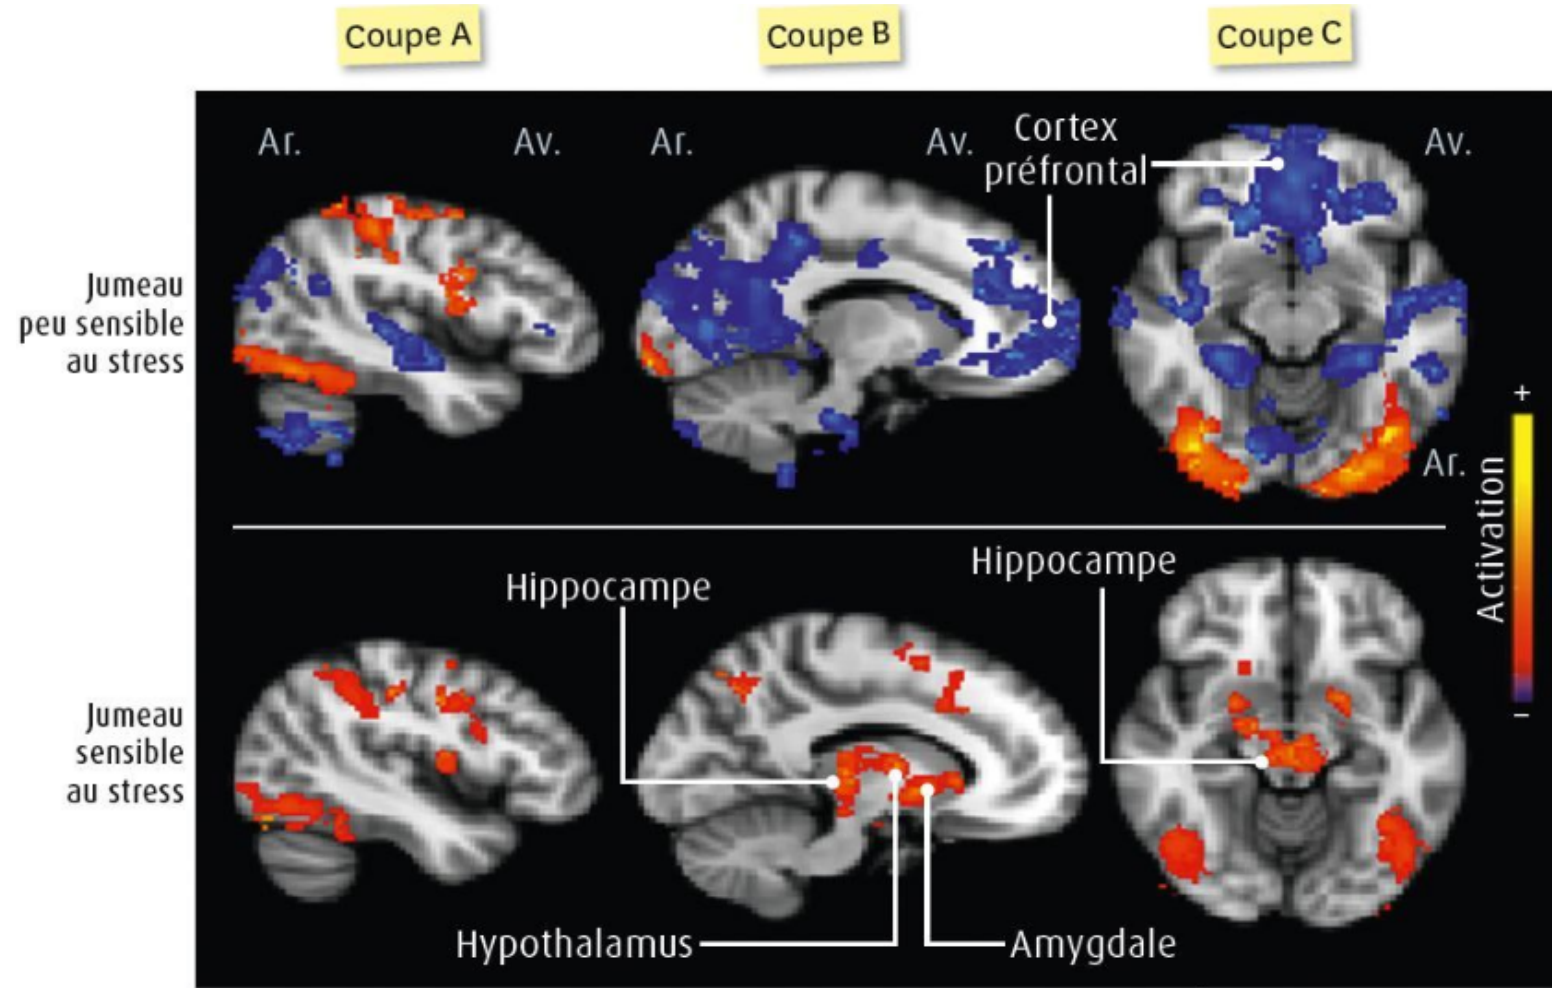 Coupe A
Coupe B
Coupe C
Ar.
Av.
Ar.
Av.
Cortex
préfrontal
Av.
Jumeau
peu sensible
au stress
Ar.
+
Activation
−
Hippocampe
Hippocampe
Jumeau
sensible
au stress
Hypothalamus
Amygdale